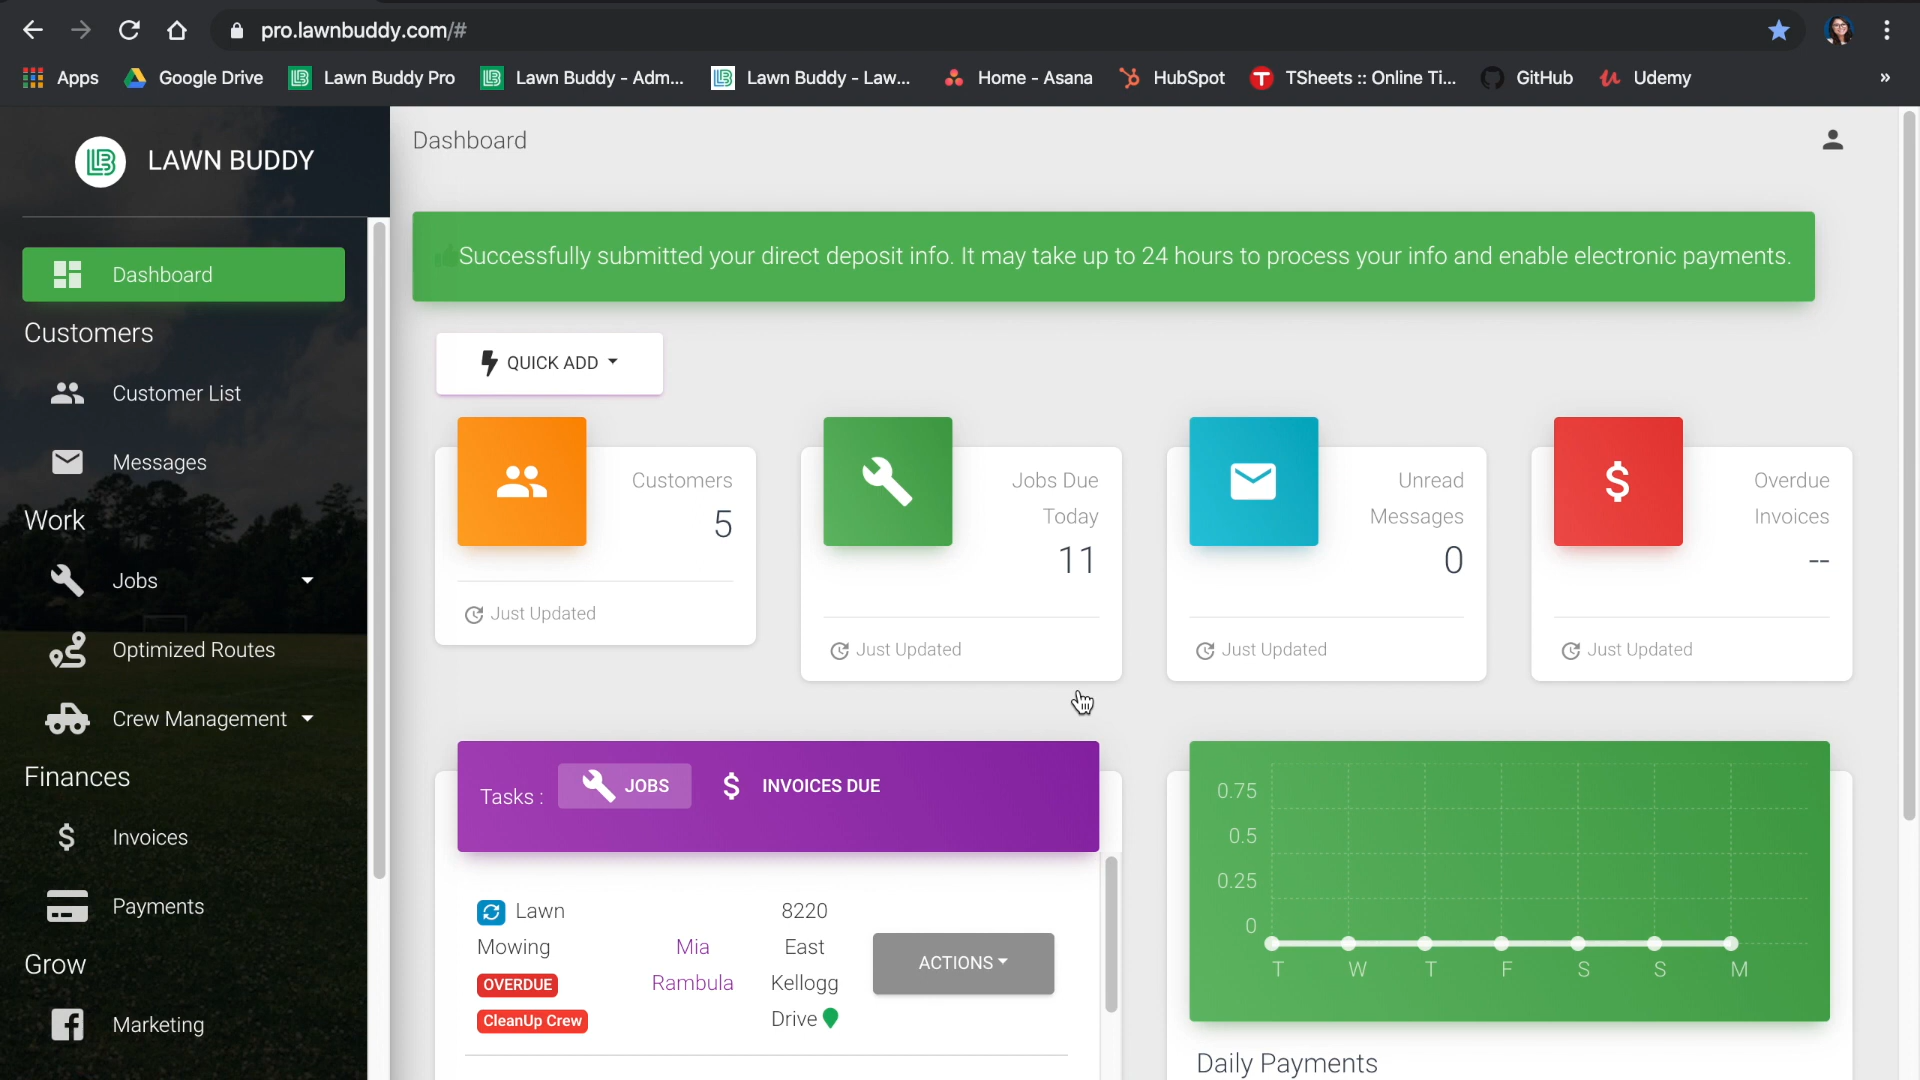 pro.lawnbuddy.com/#
Apps Google Drive Lawn Buddy Pro Lawn Buddy - Adm... Lawn Buddy - Law... Home - Asana HubSpot TSheets :: Online Ti... GitHub Udemy »
LB LAWN BUDDY
Dashboard
Customers
Customer List
Messages
Work
Jobs
Optimized Routes
Crew Management
Finances
$ Invoices
Payments
Grow
Marketing
Dashboard
Successfully submitted your direct deposit info. It may take up to 24 hours to process your info and enable electronic payments.
QUICK ADD
Customers
5
Just Updated
Jobs Due
Today
11
Just Updated
Unread
Messages
0
Just Updated
$
Overdue
Invoices
--
Just Updated
Tasks : JOBS $ INVOICES DUE
Lawn
Mowing
OVERDUE
CleanUp Crew
Mia
Rambula
8220
East
Kellogg
Drive
ACTIONS
0.75
0.5
0.25
0
T W T F S S M
Daily Payments